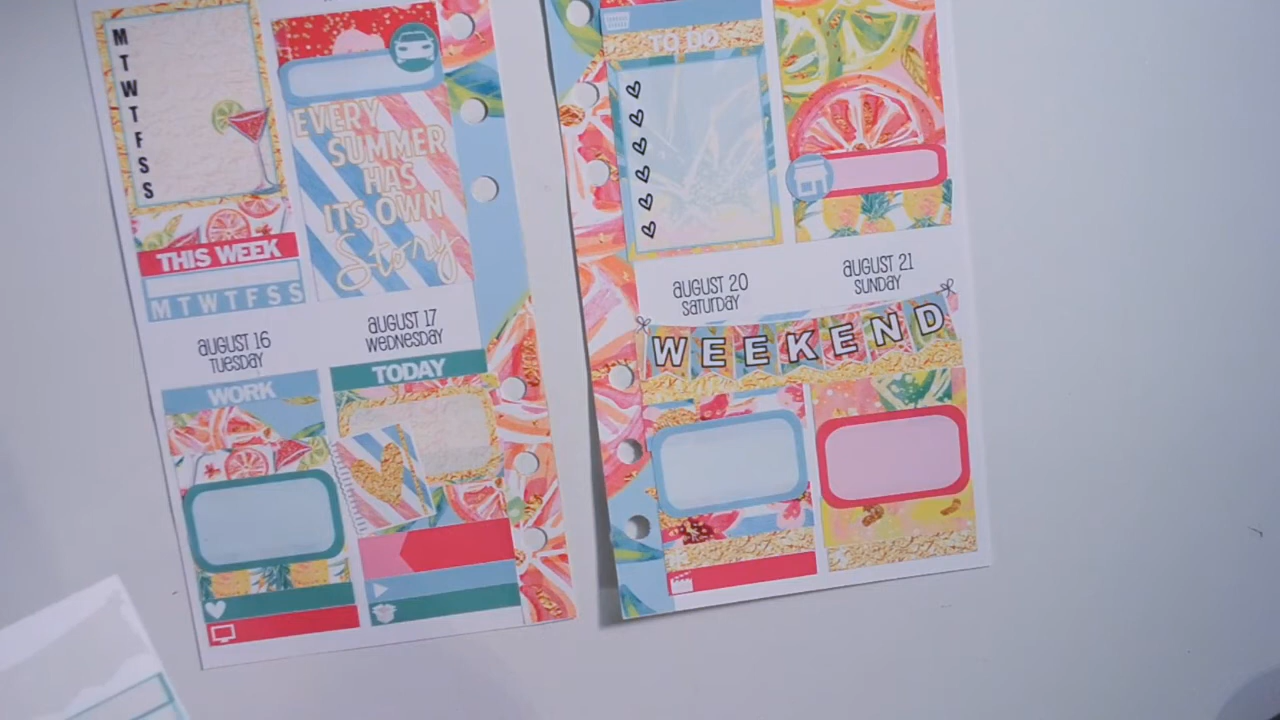 M
T
W
T
F
S
S
THIS WEEK
M T W T F S S
EVERY
SUMMER
HAS
ITS OWN
Story
AUGUST 16
TUESDAY
AUGUST 17
WEDNESDAY
WORK
TODAY
TO DO
AUGUST 20
SATURDAY
AUGUST 21
SUNDAY
WEEKEND